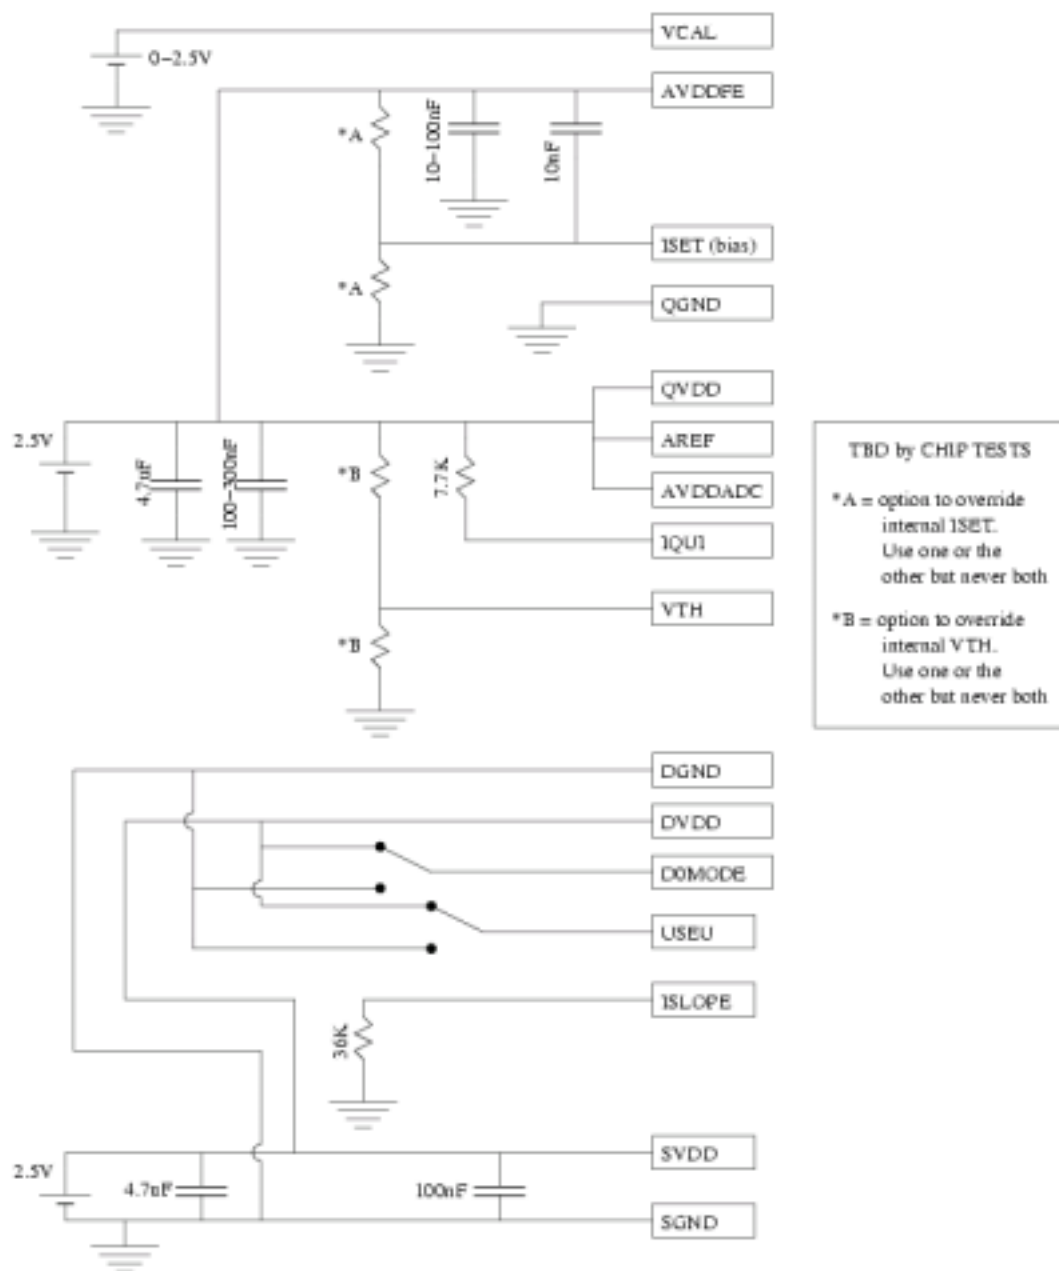 VCAL
0-2.5V
AVDDFE
*A
10-100nF
10nF
ISET (bias)
*A
QGND
QVDD
2.5V
4.7uF
100-300nF
*B
7.7K
AREF
AVDDADC
IQUI
VTH
*B
TBD by CHIP TESTS
*A = option to override
internal ISET.
Use one or the
other but never both
*B = option to override
internal VTH.
Use one or the
other but never both
DGND
DVDD
D0MODE
USEU
ISLOPE
36K
SVDD
2.5V
4.7uF
100nF
SGND